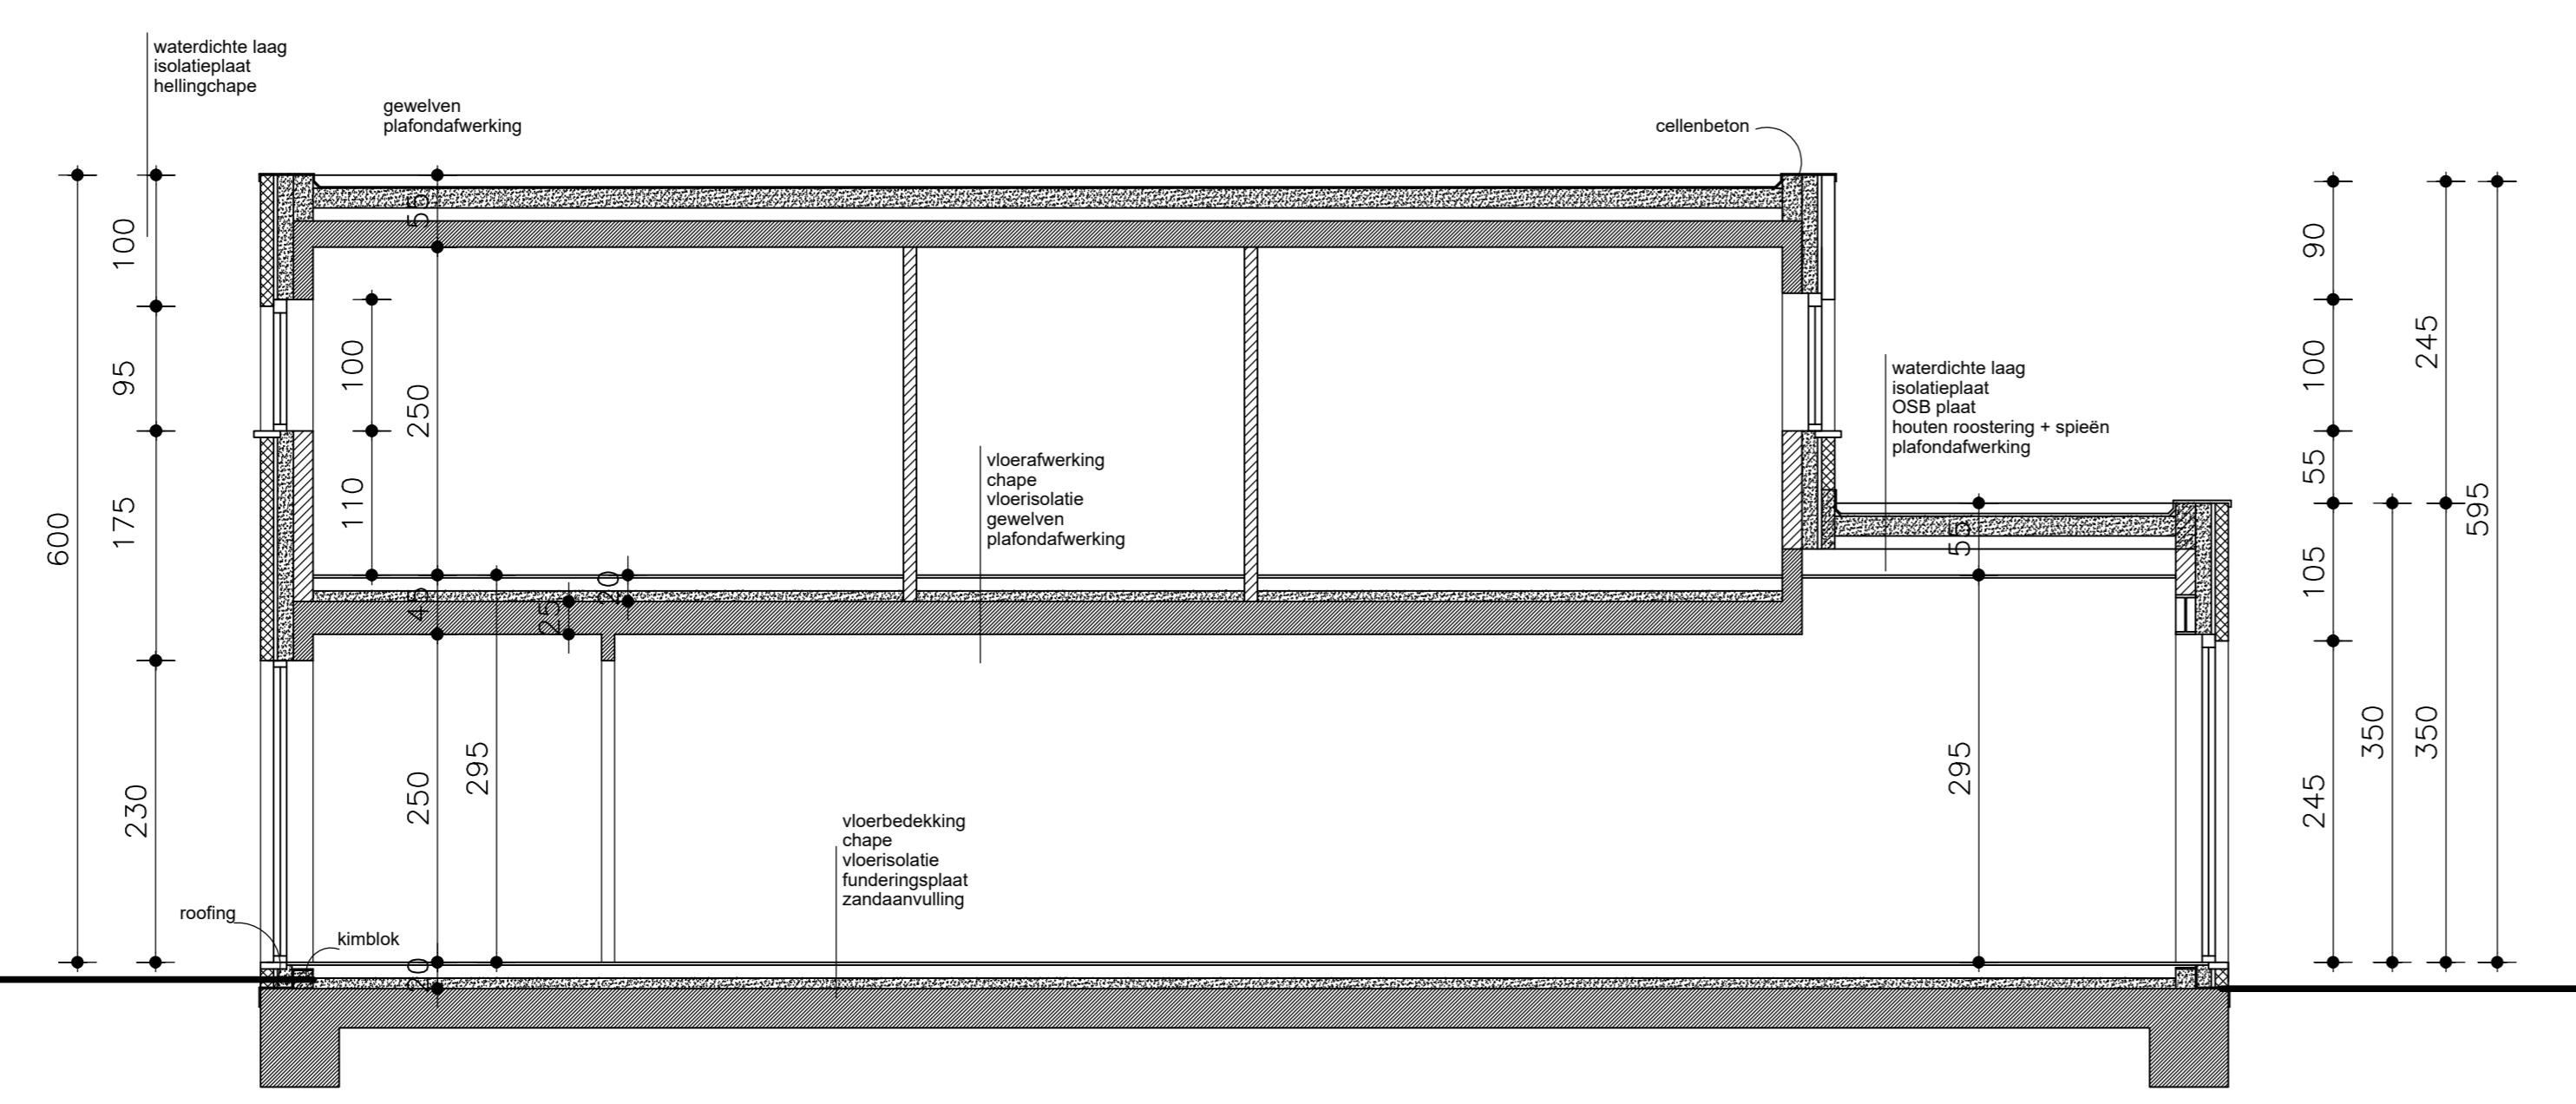 waterdichte laag
isolatieplaat
hellingchape
gewelven
plafondafwerking
cellenbeton
600
100
95
175
230
100
110
55
250
45
250
20
295
25
20
vloerafwerking
chape
vloerisolatie
gewelven
plafondafwerking
waterdichte laag
isolatieplaat
OSB plaat
houten roostering + spieën
plafondafwerking
55
295
90
100
55
105
245
350
245
350
595
vloerbedekking
chape
vloerisolatie
funderingsplaat
zandaanvulling
roofing
kimblok